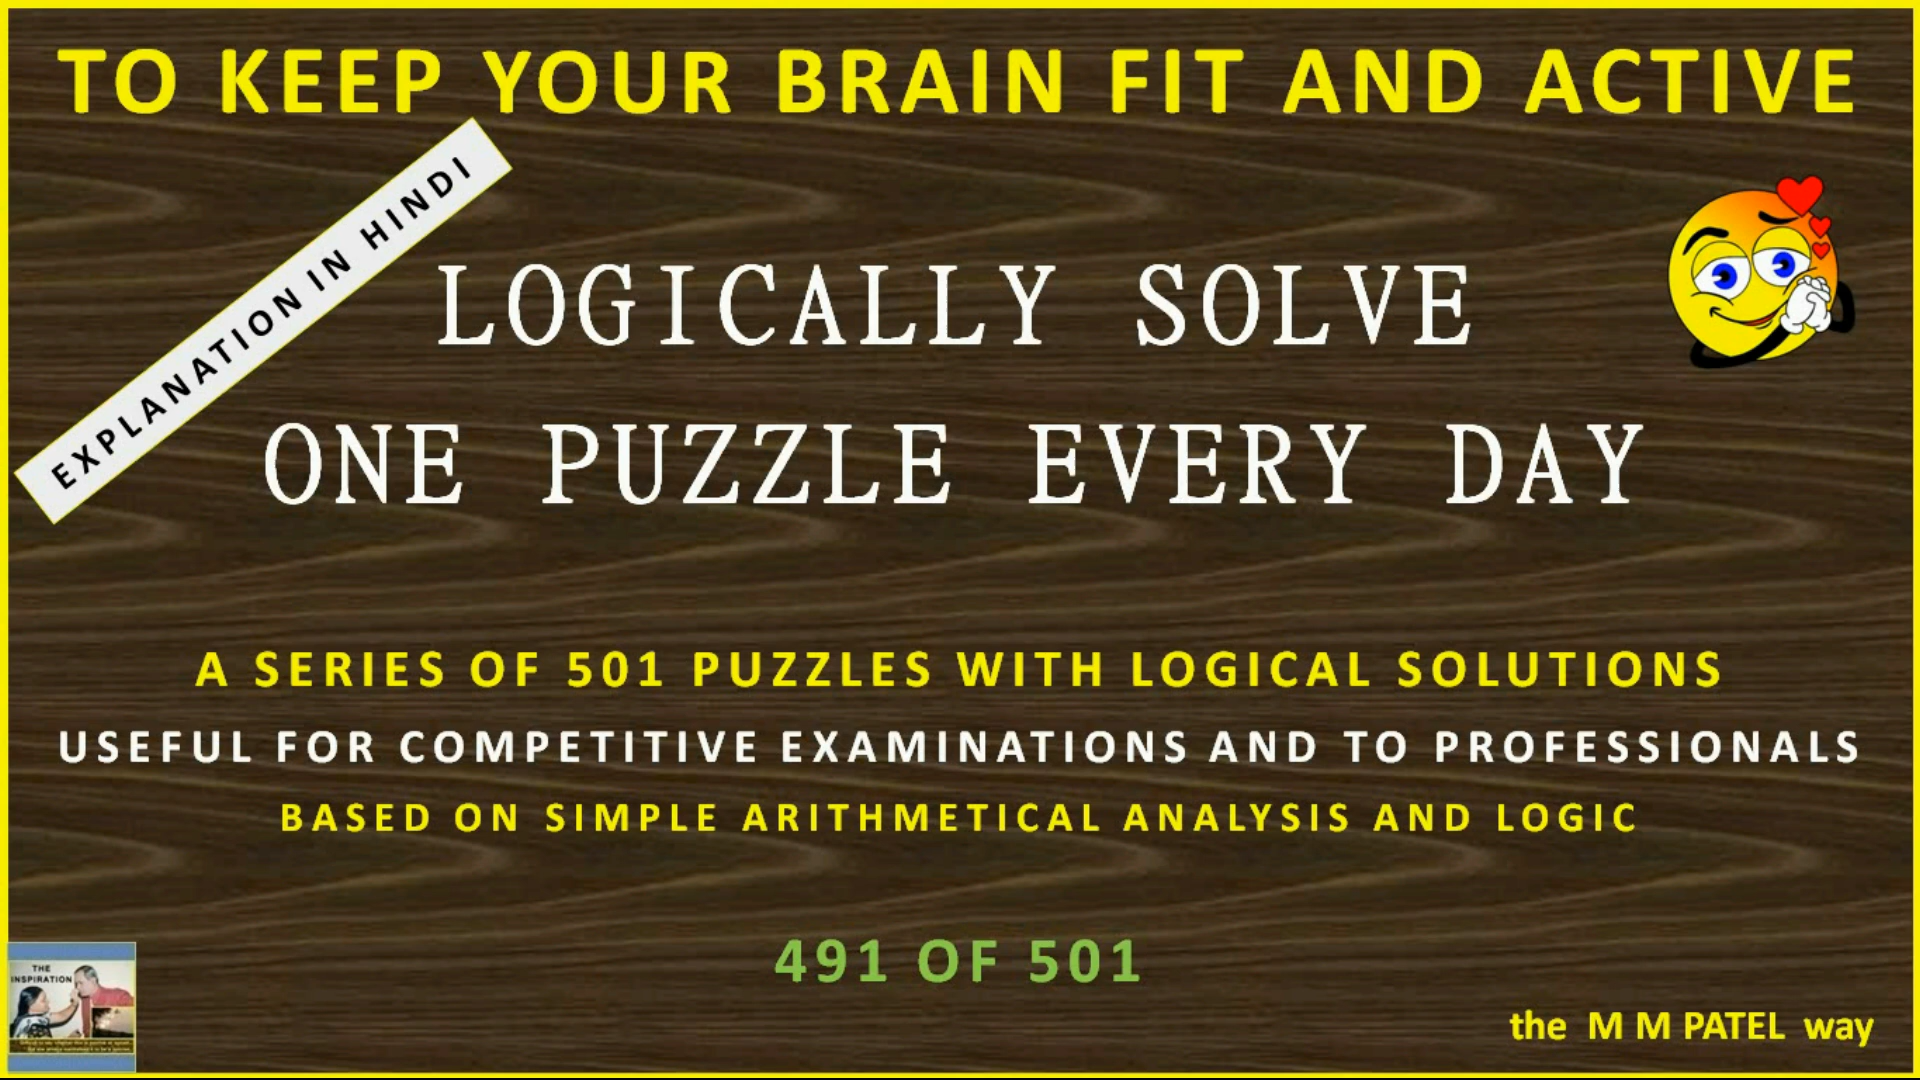 TO KEEP YOUR BRAIN FIT AND ACTIVE
EXPLANATION IN HINDI
LOGICALLY SOLVE
ONE PUZZLE EVERY DAY
A SERIES OF 501 PUZZLES WITH LOGICAL SOLUTIONS
USEFUL FOR COMPETITIVE EXAMINATIONS AND TO PROFESSIONALS
BASED ON SIMPLE ARITHMETICAL ANALYSIS AND LOGIC
491 OF 501
THE
INSPIRATION
the M M PATEL way